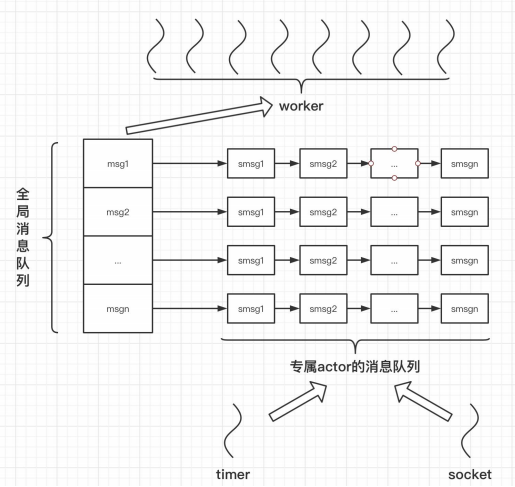 worker
全局消息队列
msg1
smsg1
smsg2
...
smsgn
msg2
smsg1
smsg2
...
smsgn
...
smsg1
smsg2
...
smsgn
msgn
smsg1
smsg2
...
smsgn
专属actor的消息队列
timer
socket